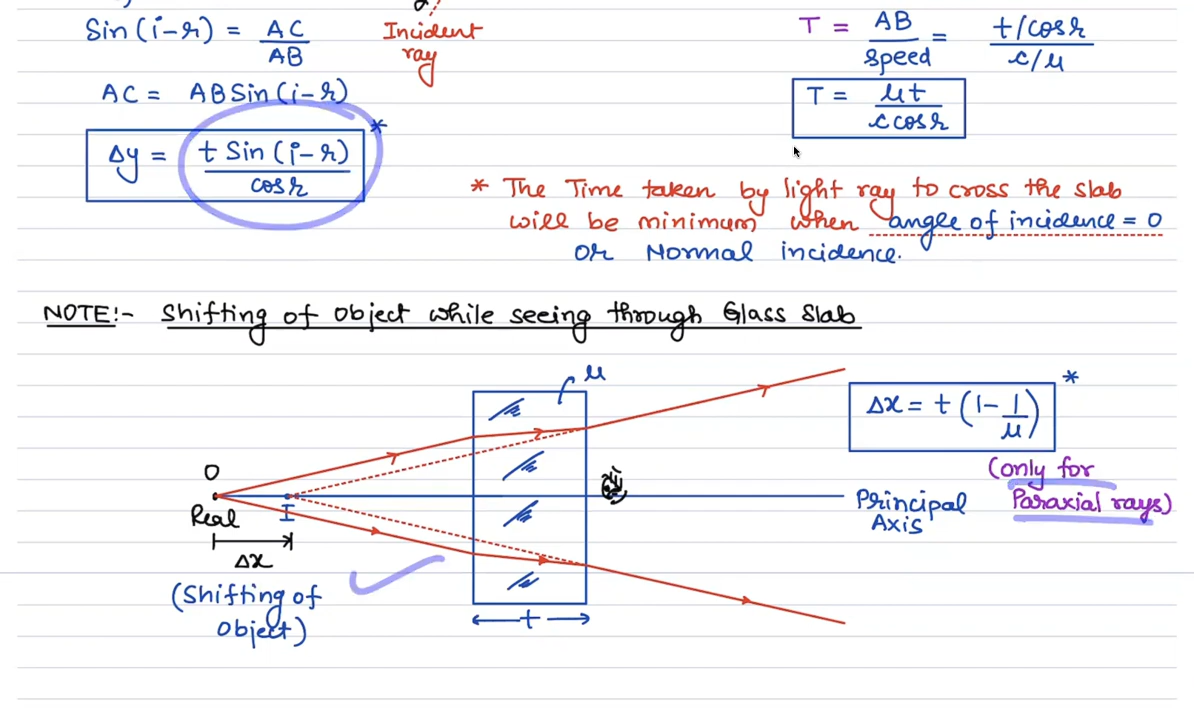 Sin(i-r) = AC/AB
Incident ray
AC = AB Sin(i-r)
Δy = t Sin(i-r)/cosr *
T = AB/speed = t/cosr / c/μ
T = μt/c cosr
* The Time taken by light ray to cross the slab
will be minimum when angle of incidence = 0
or Normal incidence.
NOTE:- Shifting of object while seeing through Glass Slab
μ
Δx = t(1-1/μ) *
(only for
Paraxial rays)
O
Real
I
Principal
Axis
Δx
(Shifting of
Object)
t